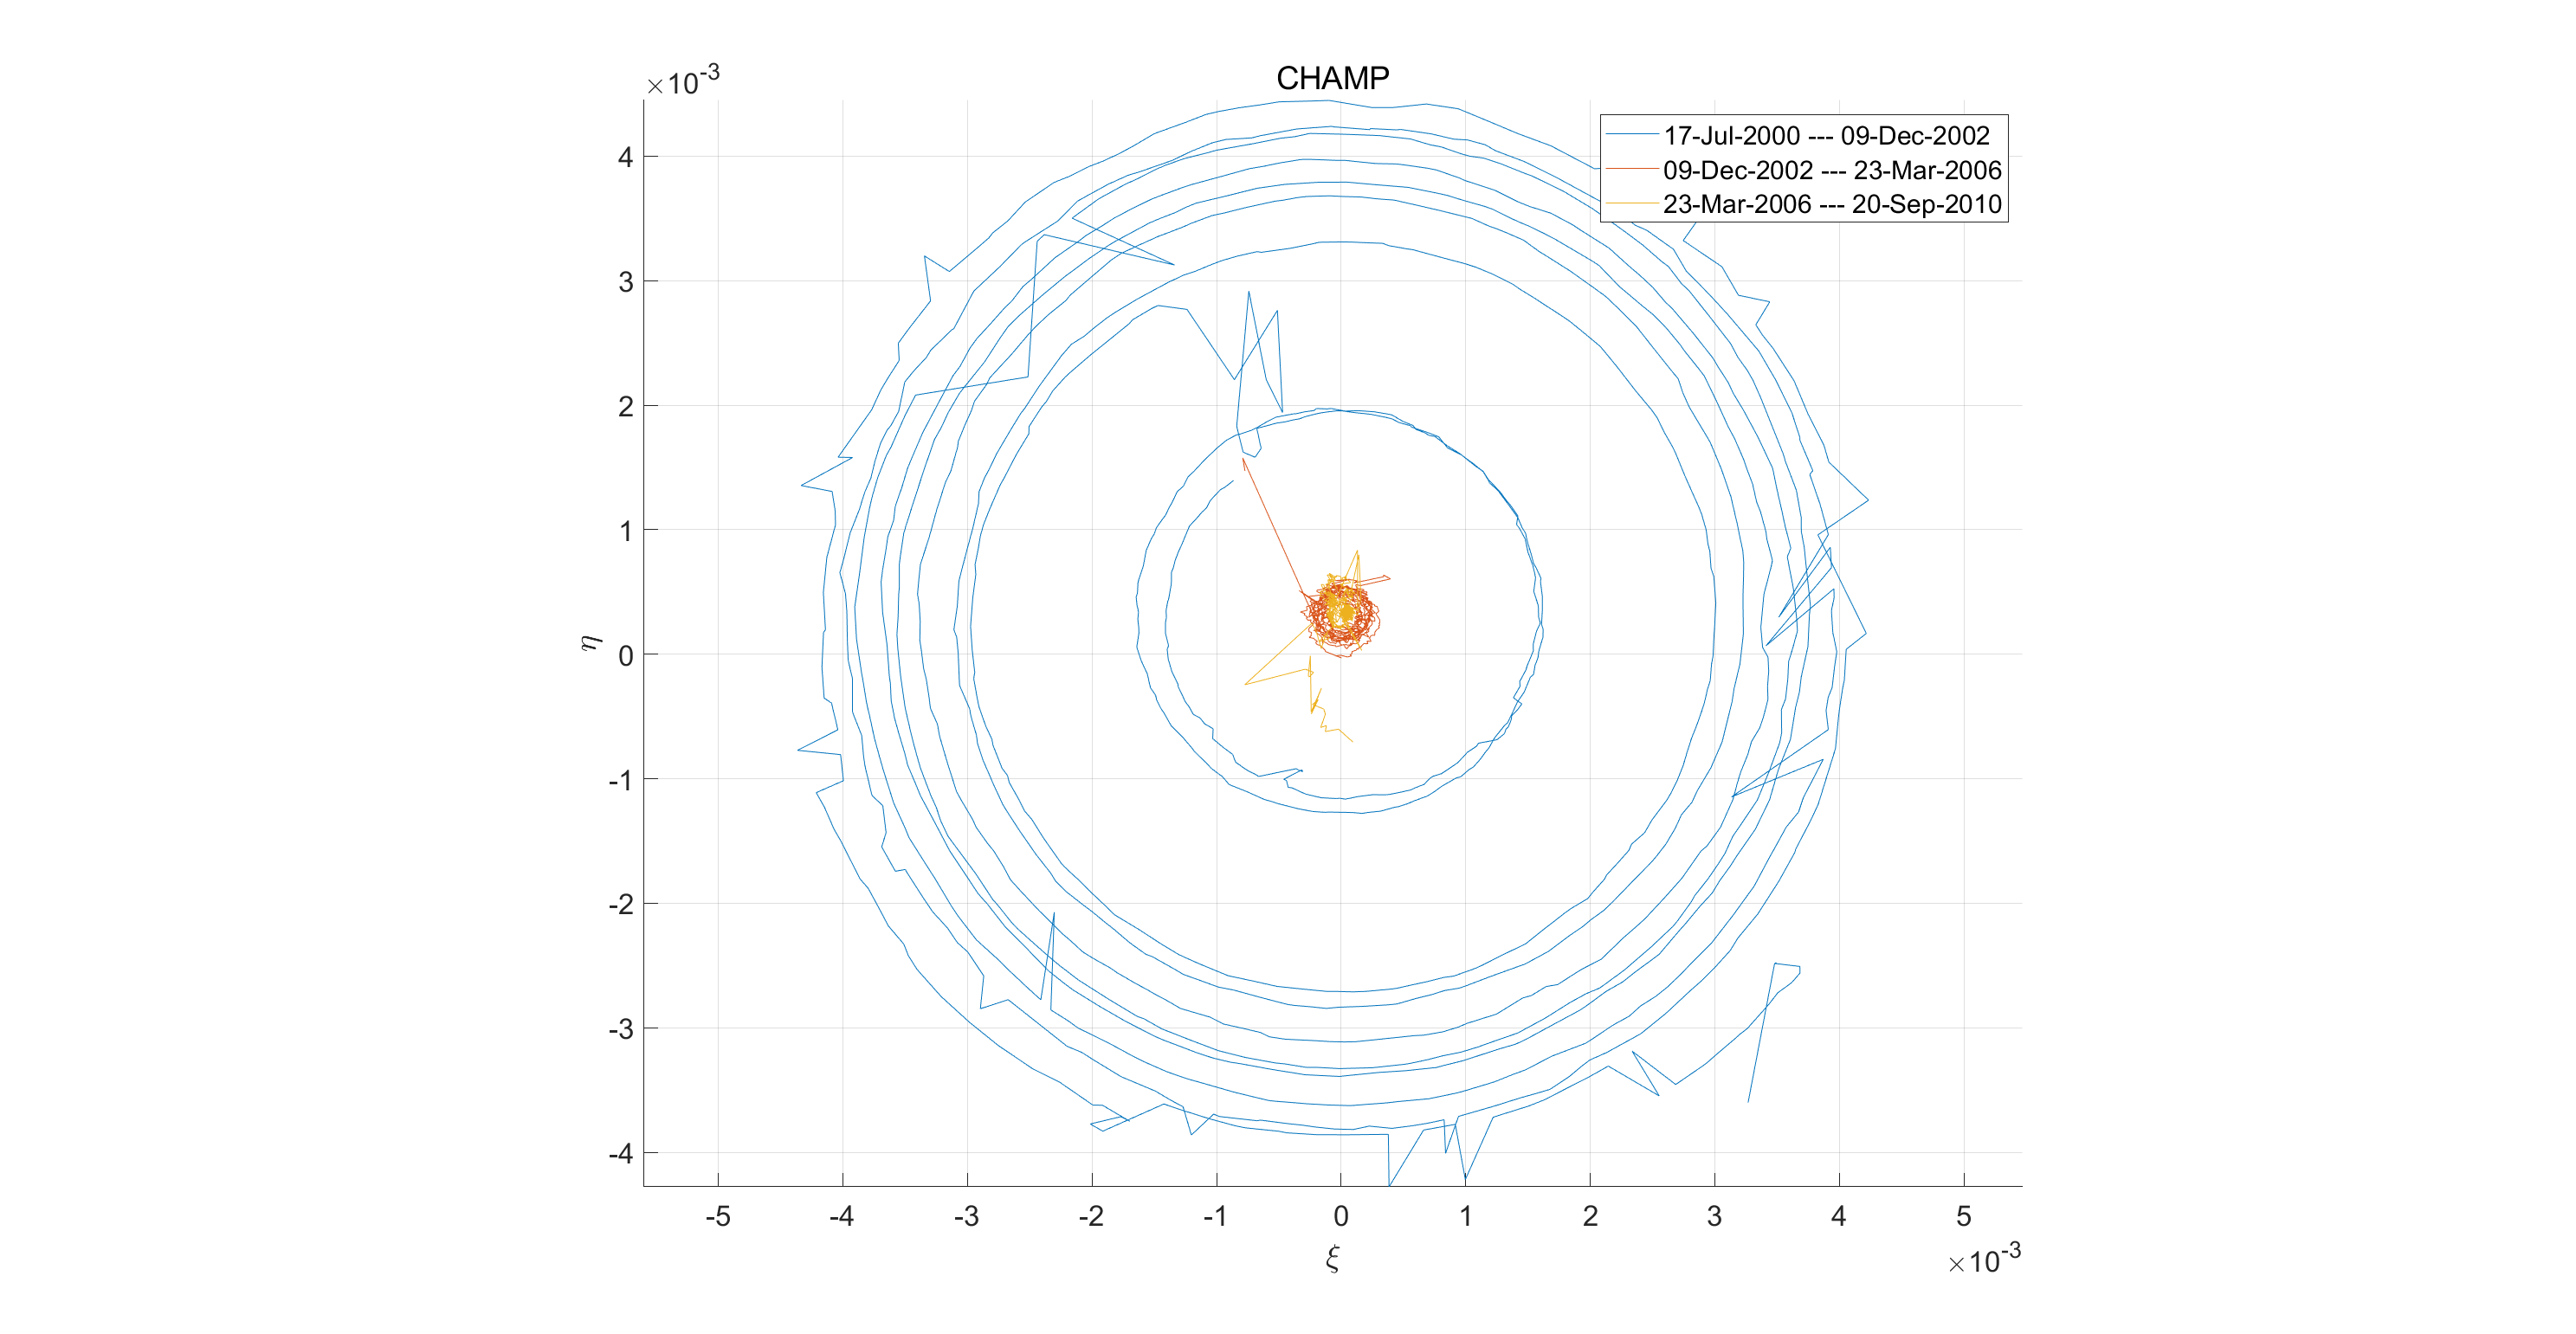 CHAMP
×10-3
17-Jul-2000 --- 09-Dec-2002
09-Dec-2002 --- 23-Mar-2006
23-Mar-2006 --- 20-Sep-2010
4
3
2
1
0
-1
-2
-3
-4
η
-5 -4 -3 -2 -1 0 1 2 3 4 5
ξ
×10-3